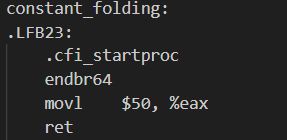 constant_folding:
.LFB23:
.cfi_startproc
endbr64
movl $50, %eax
ret